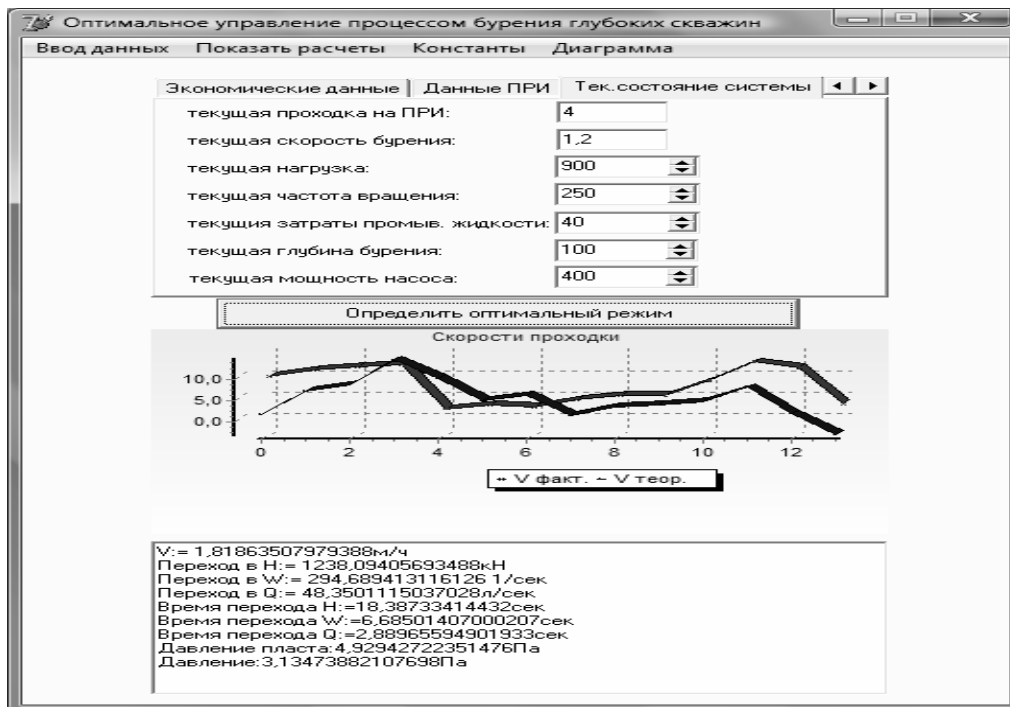 Оптимальное управление процессом бурения глубоких скважин
Ввод данных Показать расчеты Константы Диаграмма
Экономические данные Данные ПРИ Тек.состояние системы
текущая проходка на ПРИ: 4
текущая скорость бурения: 1,2
текущая нагрузка: 900
текущая частота вращения: 250
текущия затраты промыв. жидкости: 40
текущая глубина бурения: 100
текущая мощность насоса: 400
Определить оптимальный режим
Скорости проходки
10,0
5,0
0,0
0 2 4 6 8 10 12
V факт. V теор.
V:= 1,81863507979388м/ч
Переход в H:= 1238,09405693488кН
Переход в W:= 294,689413116126 1/сек
Переход в Q:= 48,3501115037028л/сек
Время перехода H:=18,38733414432сек
Время перехода W:=6,68501407000207сек
Время перехода Q:=2,88965594901933сек
Давление пласта:4,92942722351476Па
Давление:3,13473882107698Па